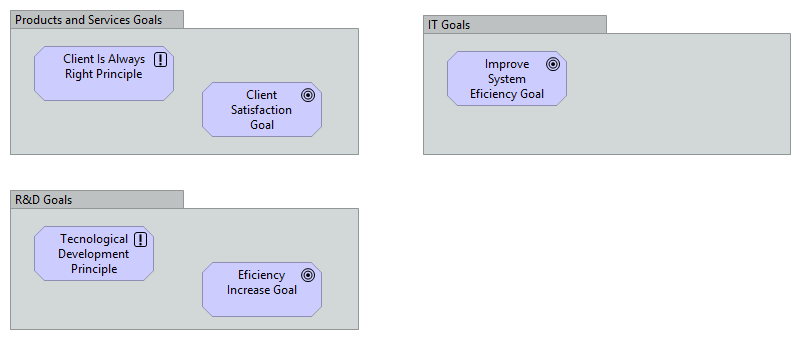 Products and Services Goals
Client Is Always
Right Principle
Client
Satisfaction
Goal
IT Goals
Improve
System
Eficiency Goal
R&D Goals
Tecnological
Development
Principle
Eficiency
Increase Goal